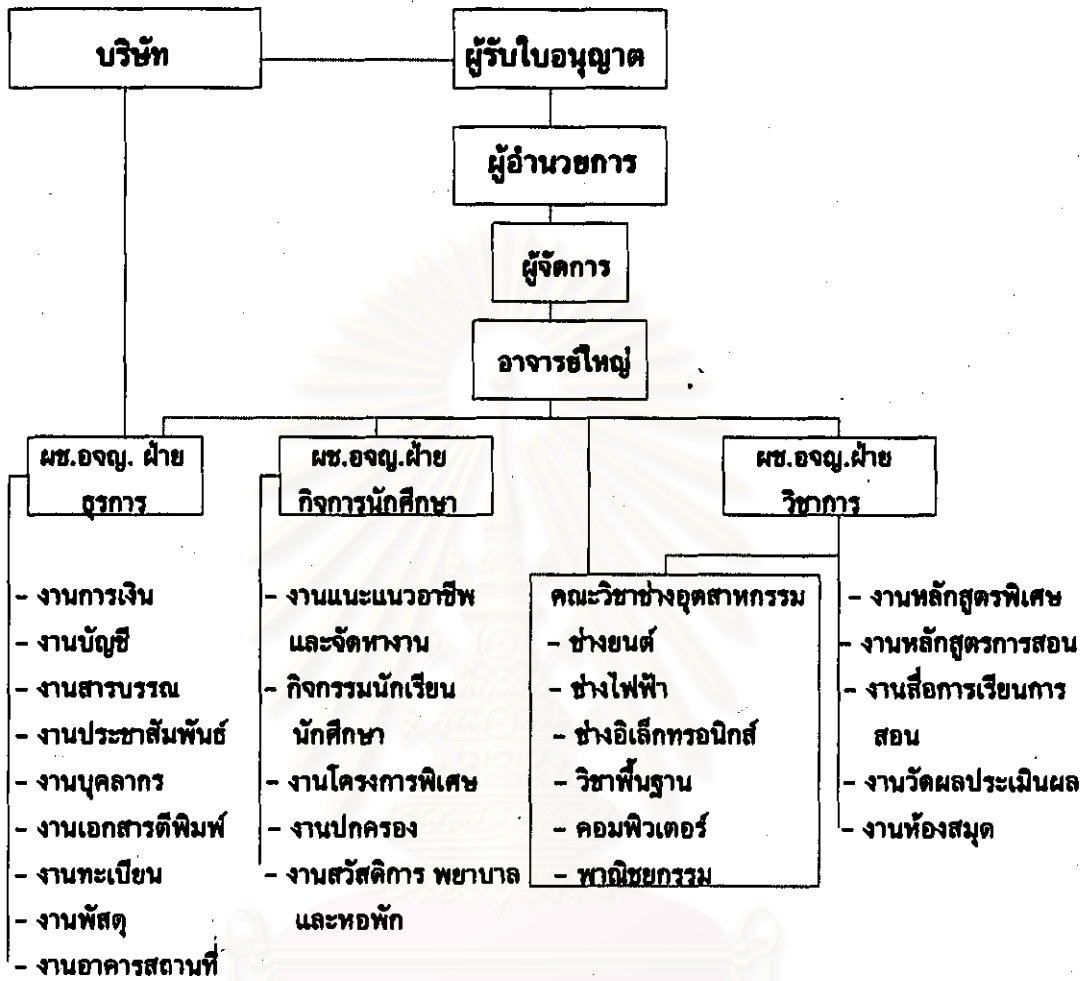 บริษัท
ผู้รับใบอนุญาต
ผู้อำนวยการ
ผู้จัดการ
อาจารย์ใหญ่
ผช.อจญ. ฝ่าย
ธุรการ
ผช.อจญ.ฝ่าย
กิจการนักศึกษา
ผช.อจญ.ฝ่าย
วิชาการ
- งานการเงิน
- งานบัญชี
- งานสารบรรณ
- งานประชาสัมพันธ์
- งานบุคลากร
- งานเอกสารตีพิมพ์
- งานทะเบียน
- งานพัสดุ
- งานอาคารสถานที่
- งานแนะแนวอาชีพ
และจัดหางาน
- กิจกรรมนักเรียน
นักศึกษา
- งานโครงการพิเศษ
- งานปกครอง
- งานสวัสดิการ พยาบาล
และหอพัก
คณะวิชาช่างอุตสาหกรรม
- ช่างยนต์
- ช่างไฟฟ้า
- ช่างอิเล็กทรอนิกส์
- วิชาพื้นฐาน
- คอมพิวเตอร์
- พาณิชยกรรม
- งานหลักสูตรพิเศษ
- งานหลักสูตรการสอน
- งานสื่อการเรียนการ
สอน
- งานวัดผลประเมินผล
- งานห้องสมุด